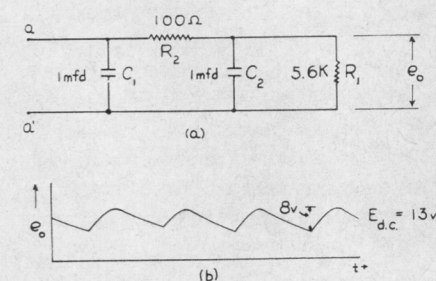 100Ω
a
R2
1mfd C1
1mfd C2
5.6K R1
e0
a'
(a)
e0
8v
Ed.c. = 13v
t+
(b)